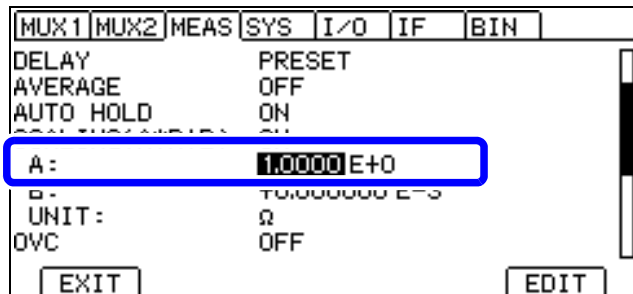 MUX1 MUX2 MEAS SYS I/O IF BIN
DELAY PRESET
AVERAGE OFF
AUTO HOLD ON
A: 1.0000 E+0
UNIT: Ω
OVC OFF
EXIT EDIT